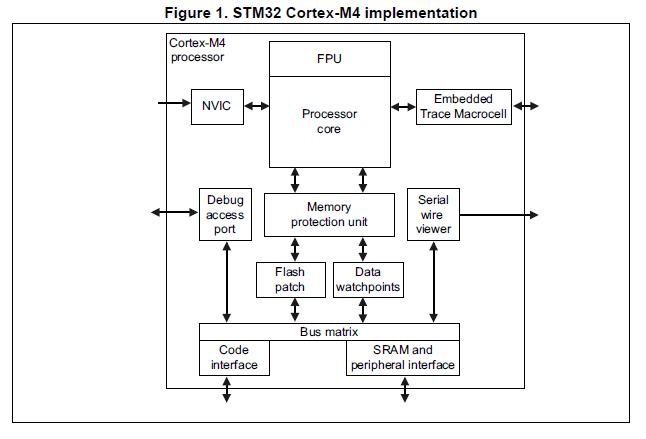 Figure 1. STM32 Cortex-M4 implementation
Cortex-M4
processor
FPU
NVIC
Processor
core
Embedded
Trace Macrocell
Debug
access
port
Memory
protection unit
Serial
wire
viewer
Flash
patch
Data
watchpoints
Bus matrix
Code
interface
SRAM and
peripheral interface